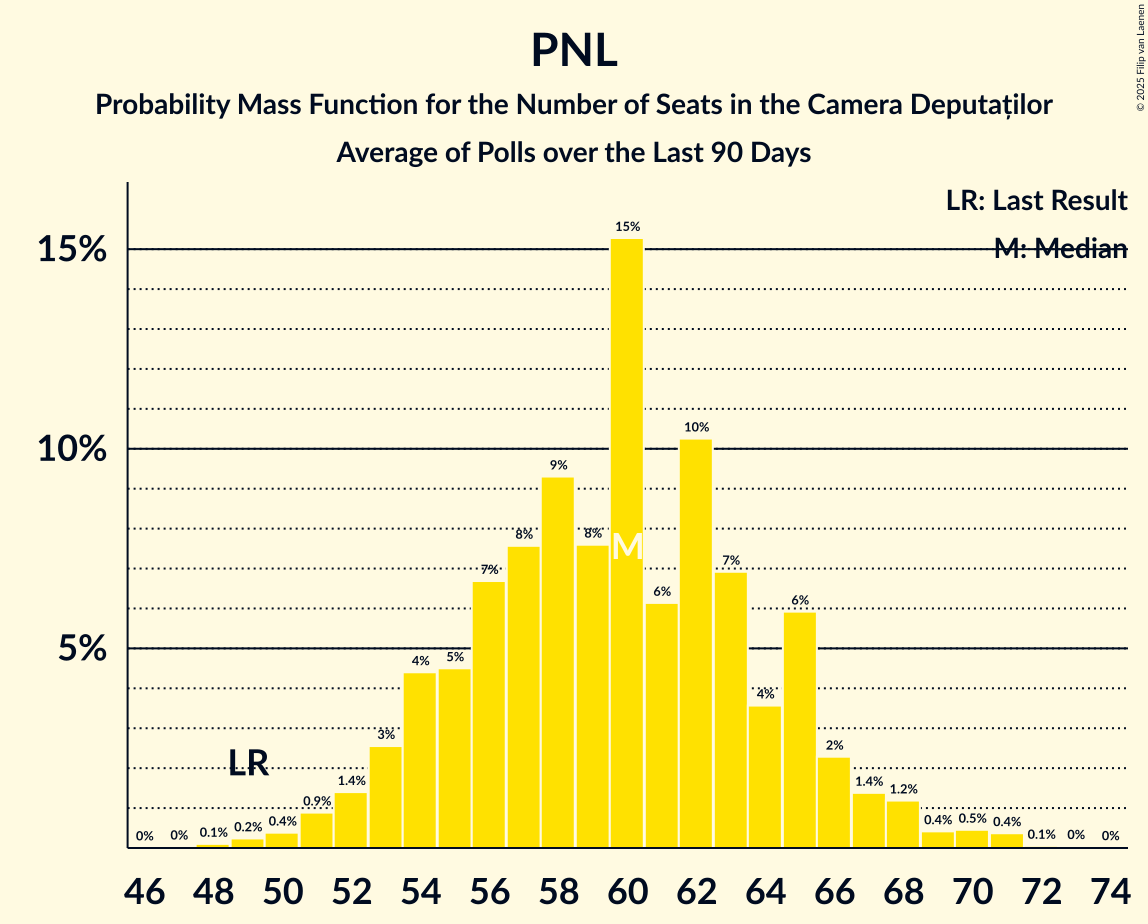 PNL
Probability Mass Function for the Number of Seats in the Camera Deputaților
Average of Polls over the Last 90 Days
© 2025 Filip van Laenen
LR: Last Result
M: Median
15%
10%
5%
0% 0% 0.1% 0.2% 0.4% 0.9% 1.4% 3% 4% 5% 7% 8% 9% 8% 15% 6% 10% 7% 4% 6% 2% 1.4% 1.2% 0.4% 0.5% 0.4% 0.1% 0% 0%
LR
M
46 48 50 52 54 56 58 60 62 64 66 68 70 72 74